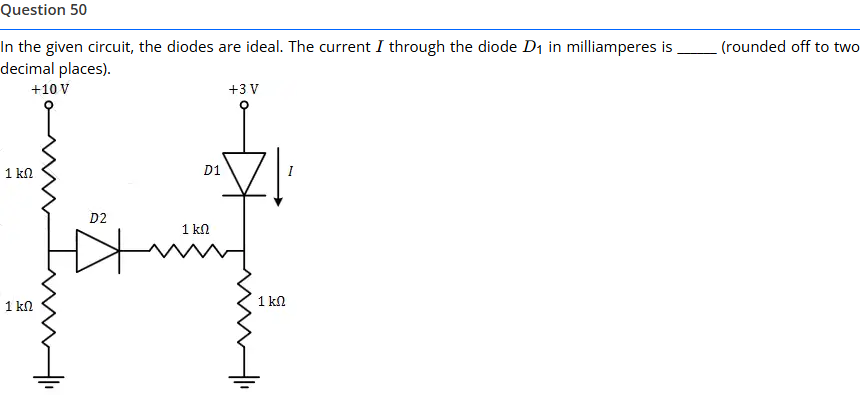 Question 50
In the given circuit, the diodes are ideal. The current I through the diode D₁ in milliamperes is _____ (rounded off to two
decimal places).
+10 V
+3 V
1 kΩ
D1
I
D2
1 kΩ
1 kΩ
1 kΩ